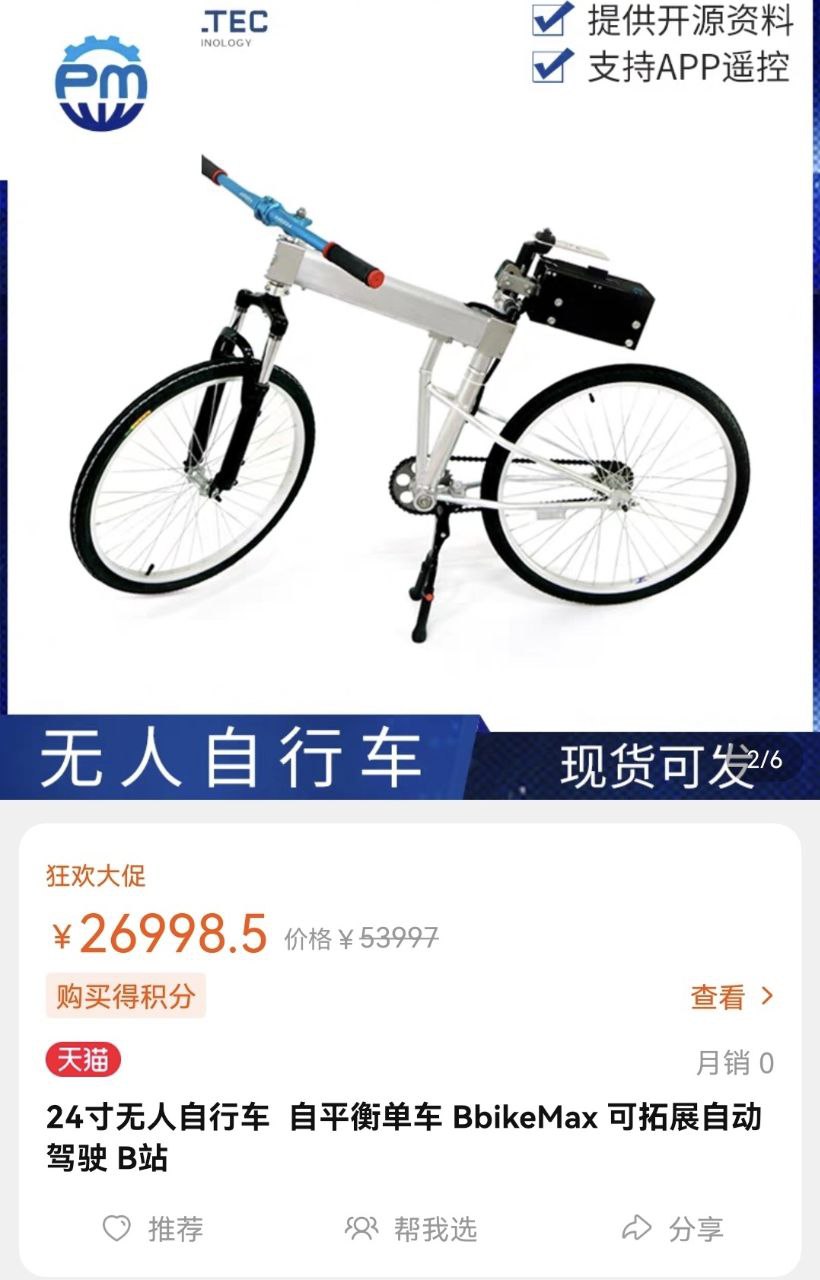 .TEC
INOLOGY
PM
提供开源资料
支持APP遥控
无人自行车
现货可发
2/6
狂欢大促
¥26998.5 价格¥53997
购买得积分
查看
天猫
月销 0
24寸无人自行车 自平衡单车 BbikeMax 可拓展自动
驾驶 B站
推荐
帮我选
分享